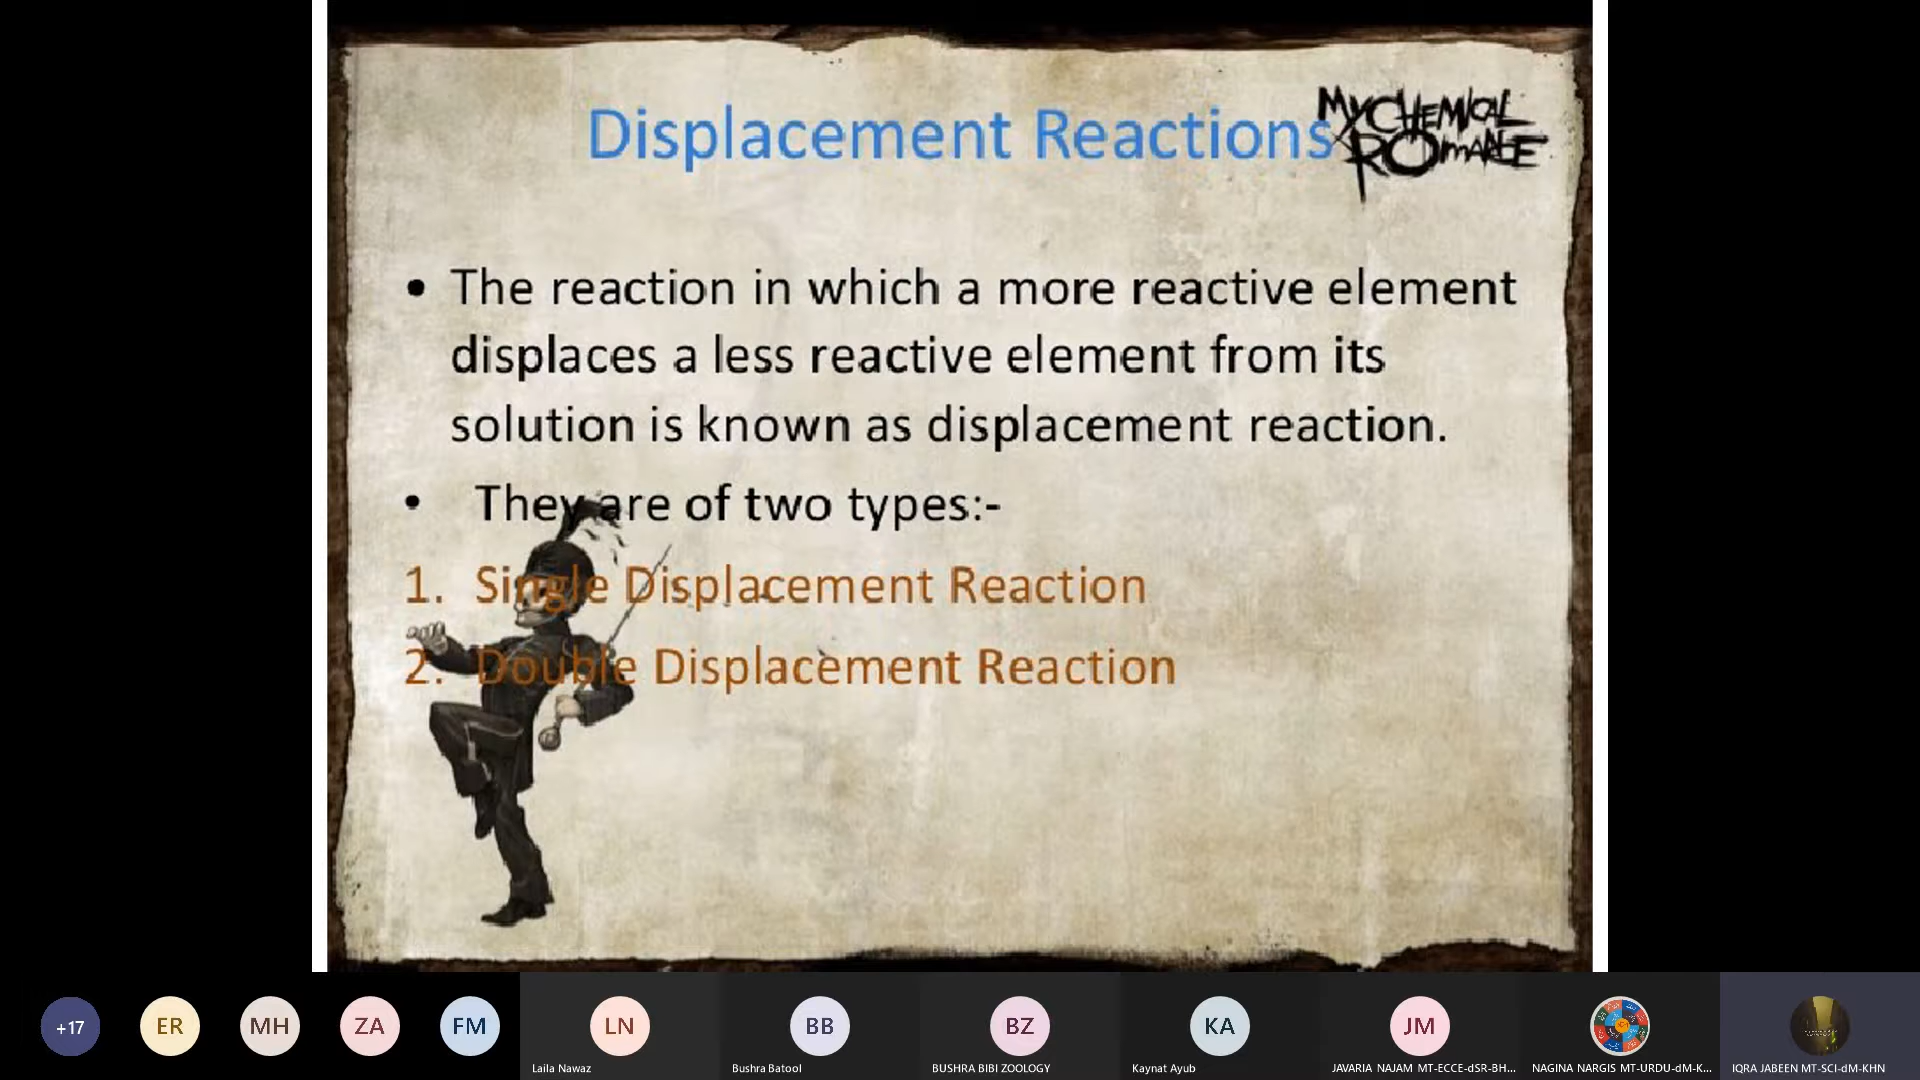 Displacement Reactions
MY CHEMICAL
ROMANCE
• The reaction in which a more reactive element
displaces a less reactive element from its
solution is known as displacement reaction.
• They are of two types:-
1. Single Displacement Reaction
2. Double Displacement Reaction
+17 ER MH ZA FM LN BB BZ KA JM
Laila Nawaz Bushra Batool BUSHRA BIBI ZOOLOGY Kaynat Ayub JAVARIA NAJAM MT-ECCE-dSR-BH... NAGINA NARGIS MT-URDU-dM-K... IQRA JABEEN MT-SCI-dM-KHN